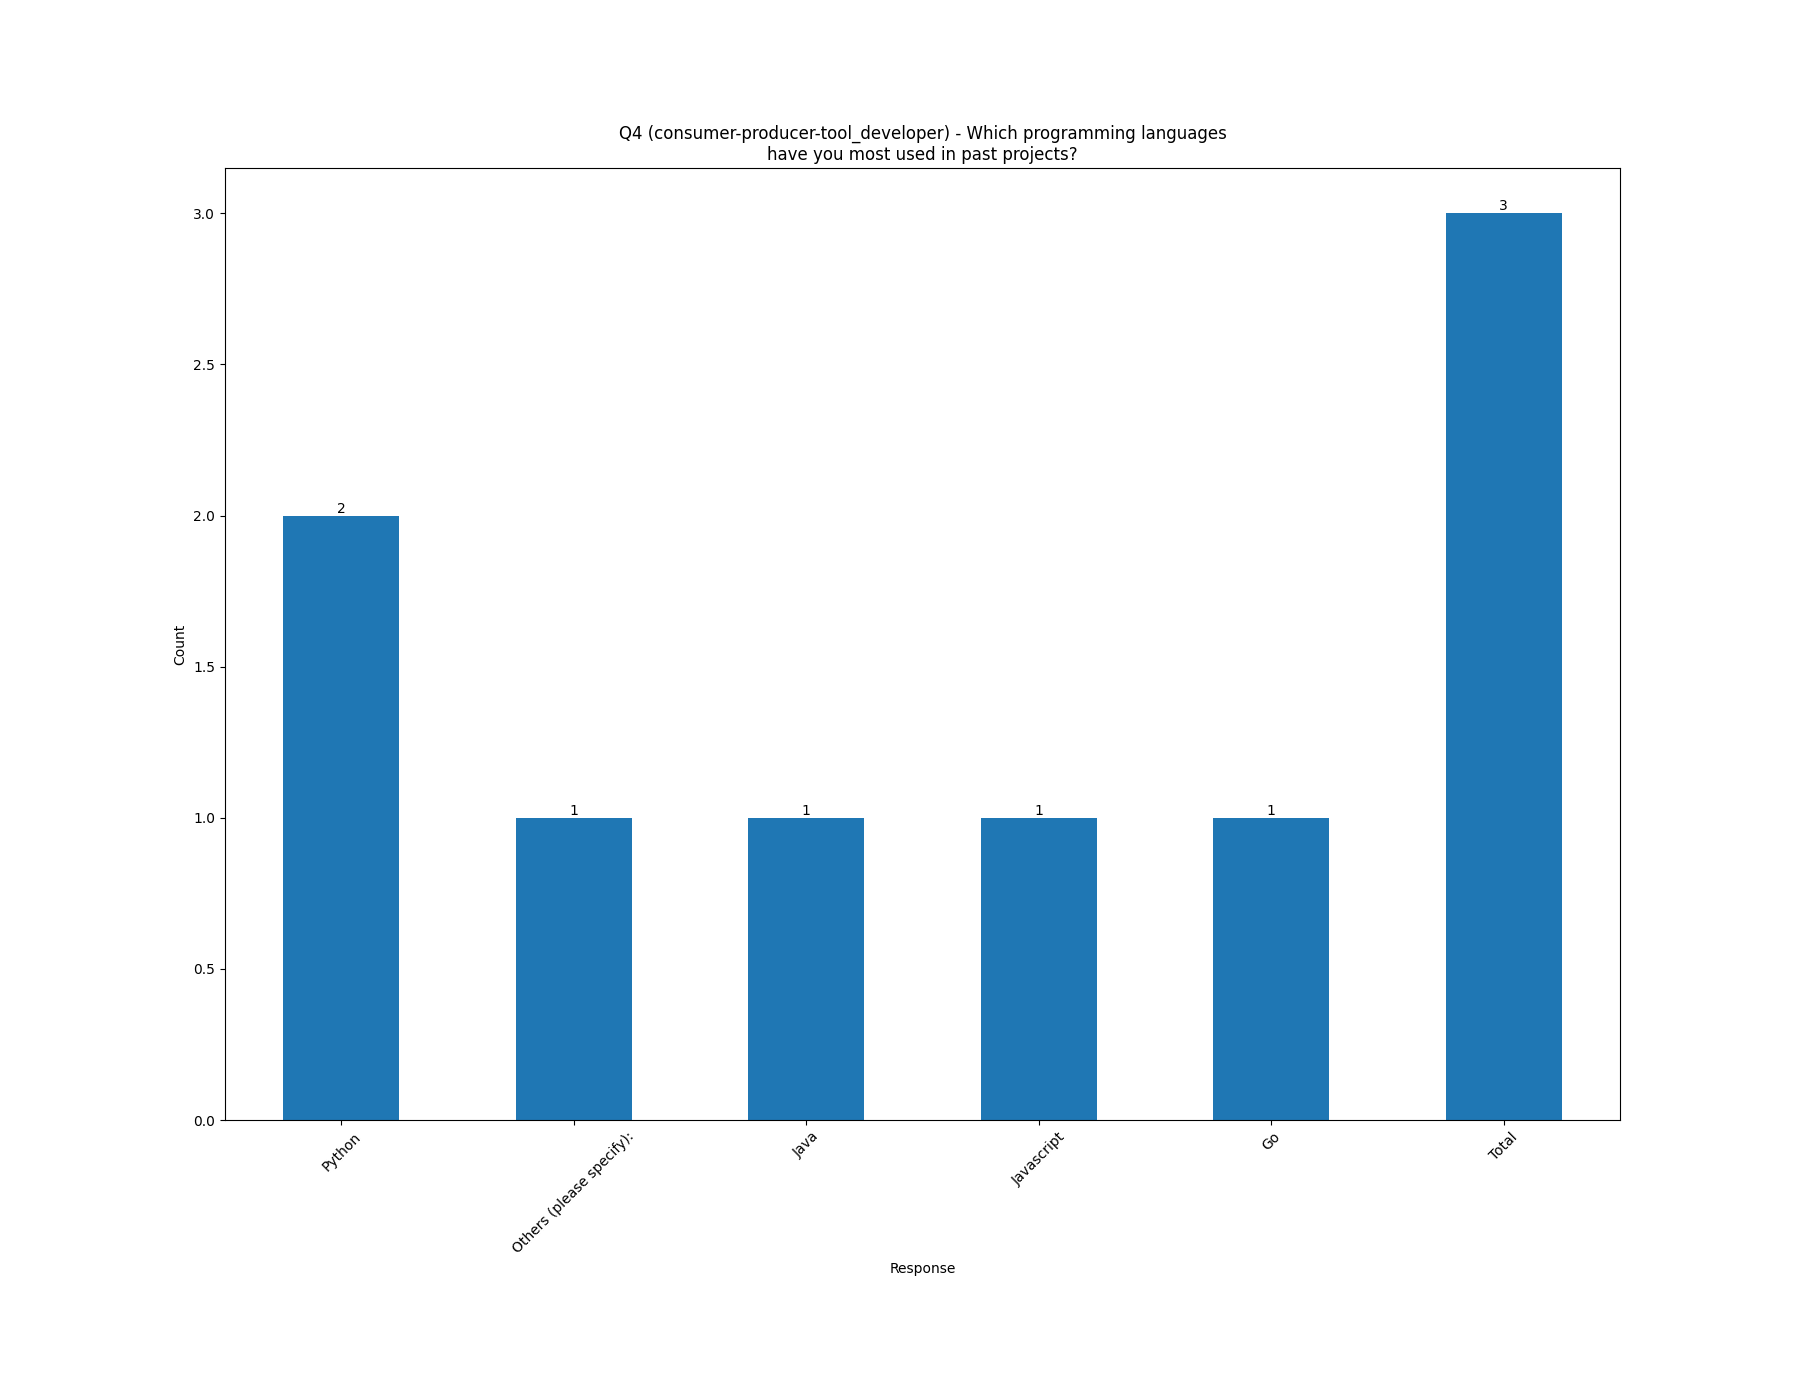 Q4 (consumer-producer-tool_developer) - Which programming languages
have you most used in past projects?
3.0
2.5
2.0
1.5
1.0
0.5
0.0
Count
2
1
1
1
1
3
Python
Others (please specify):
Java
Javascript
Go
Total
Response